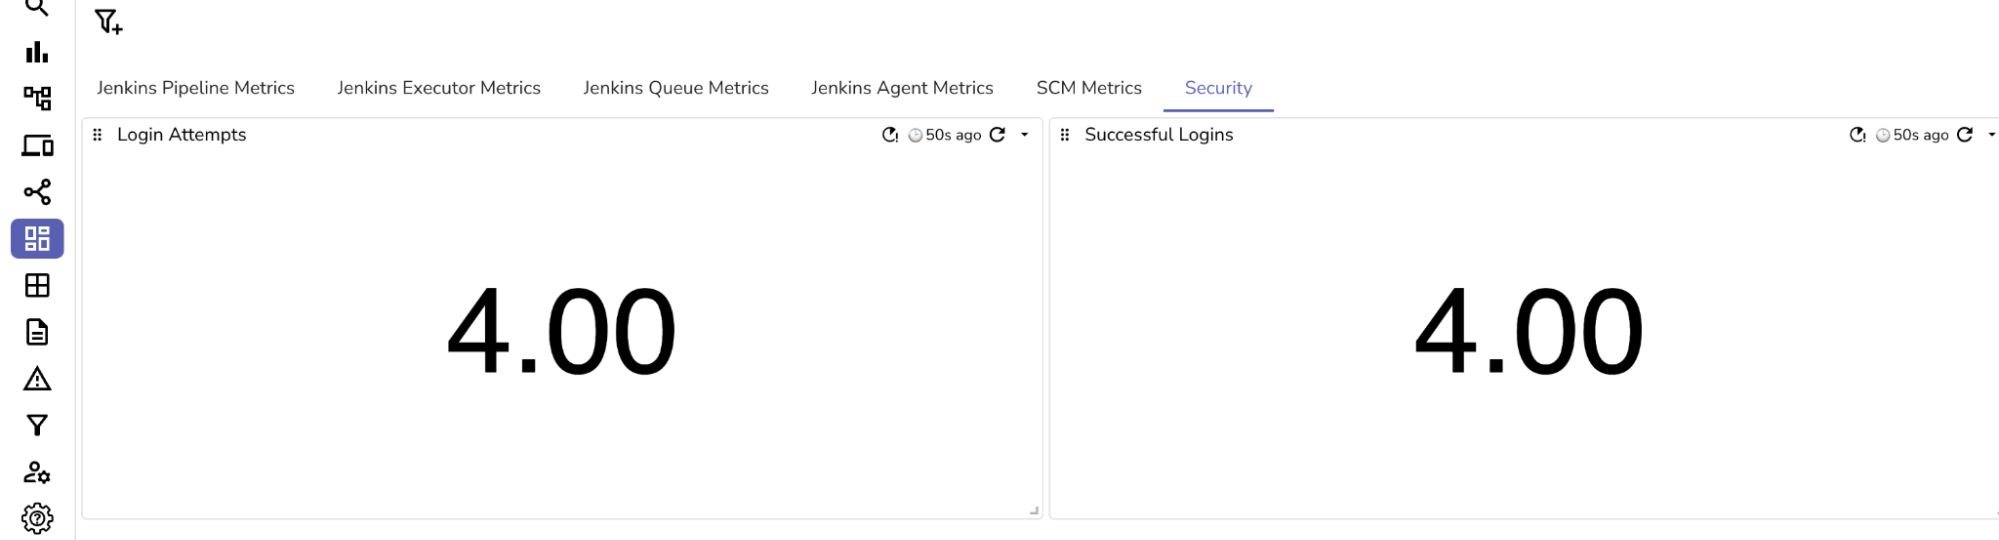 Jenkins Pipeline Metrics Jenkins Executor Metrics Jenkins Queue Metrics Jenkins Agent Metrics SCM Metrics Security
Login Attempts 50s ago
4.00
Successful Logins 50s ago
4.00